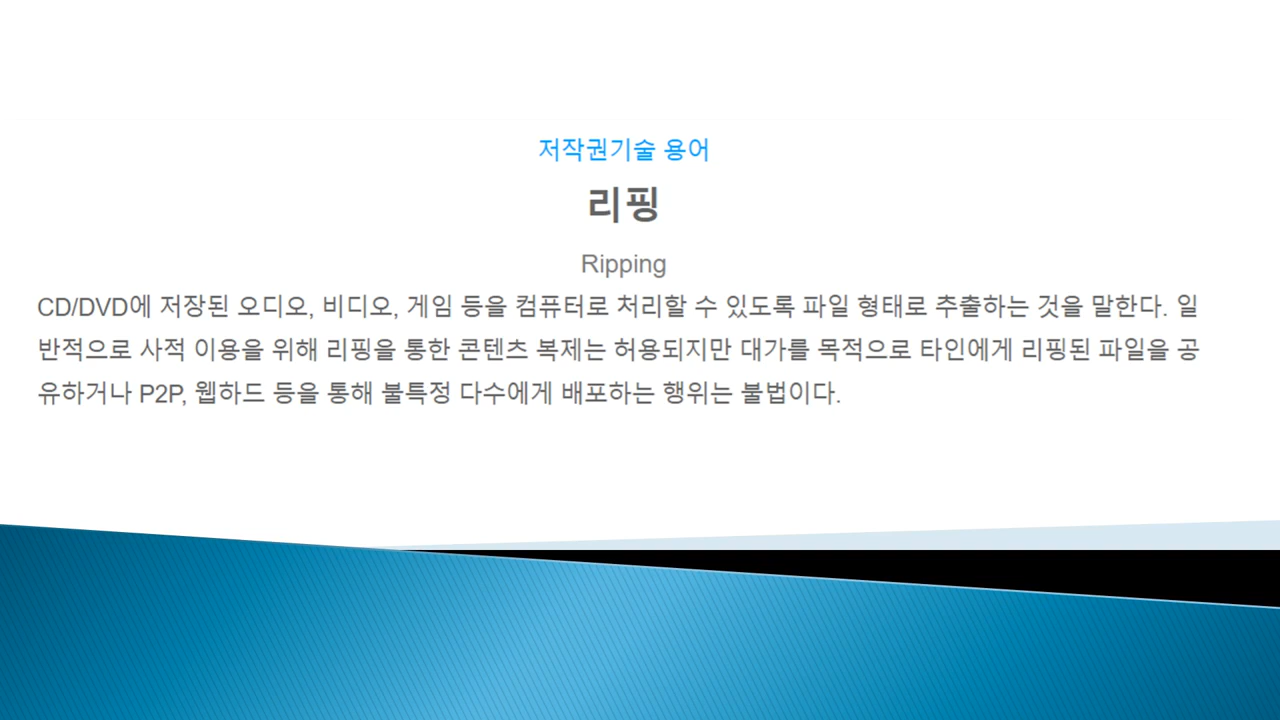 저작권기술 용어
리핑
Ripping
CD/DVD에 저장된 오디오, 비디오, 게임 등을 컴퓨터로 처리할 수 있도록 파일 형태로 추출하는 것을 말한다. 일
반적으로 사적 이용을 위해 리핑을 통한 콘텐츠 복제는 허용되지만 대가를 목적으로 타인에게 리핑된 파일을 공
유하거나 P2P, 웹하드 등을 통해 불특정 다수에게 배포하는 행위는 불법이다.